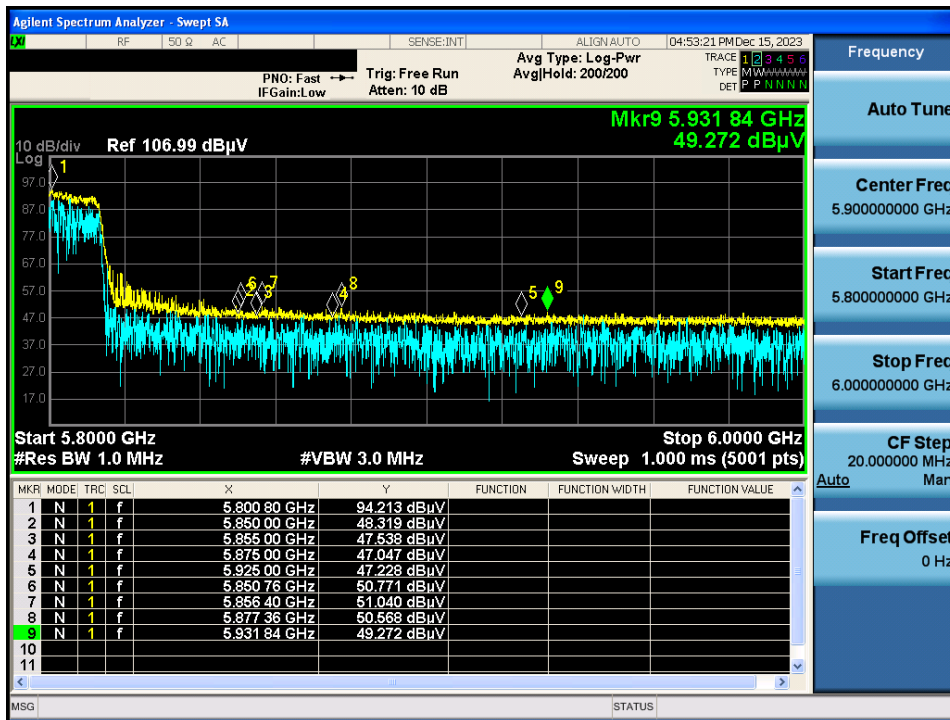 Agilent Spectrum Analyzer - Swept SA
LXI RF 50 Ω AC SENSE:INT ALIGN AUTO 04:53:21 PM Dec 15, 2023
Frequency
Avg Type: Log-Pwr
TRACE 1 2 3 4 5 6
PNO: Fast Trig: Free Run Avg|Hold: 200/200
TYPE M W W W W W
IFGain:Low Atten: 10 dB
DET P P N N N N
Auto Tune
Mkr9 5.931 84 GHz
49.272 dBµV
10 dB/div Ref 106.99 dBµV
Log
1
97.0
87.0
77.0
67.0
57.0
47.0
37.0
27.0
17.0
6 7
2 3
8
4
5
9
Center Freq
5.900000000 GHz
Start Freq
5.800000000 GHz
Stop Freq
6.000000000 GHz
Start 5.8000 GHz Stop 6.0000 GHz
#Res BW 1.0 MHz #VBW 3.0 MHz Sweep 1.000 ms (5001 pts)
CF Step
20.000000 MHz
Auto Man
MKR MODE TRC SCL X Y FUNCTION FUNCTION WIDTH FUNCTION VALUE
1 N 1 f 5.800 80 GHz 94.213 dBµV
2 N 1 f 5.850 00 GHz 48.319 dBµV
3 N 1 f 5.855 00 GHz 47.538 dBµV
4 N 1 f 5.875 00 GHz 47.047 dBµV
5 N 1 f 5.925 00 GHz 47.228 dBµV
6 N 1 f 5.850 76 GHz 50.771 dBµV
7 N 1 f 5.856 40 GHz 51.040 dBµV
8 N 1 f 5.877 36 GHz 50.568 dBµV
9 N 1 f 5.931 84 GHz 49.272 dBµV
10
11
Freq Offset
0 Hz
MSG STATUS